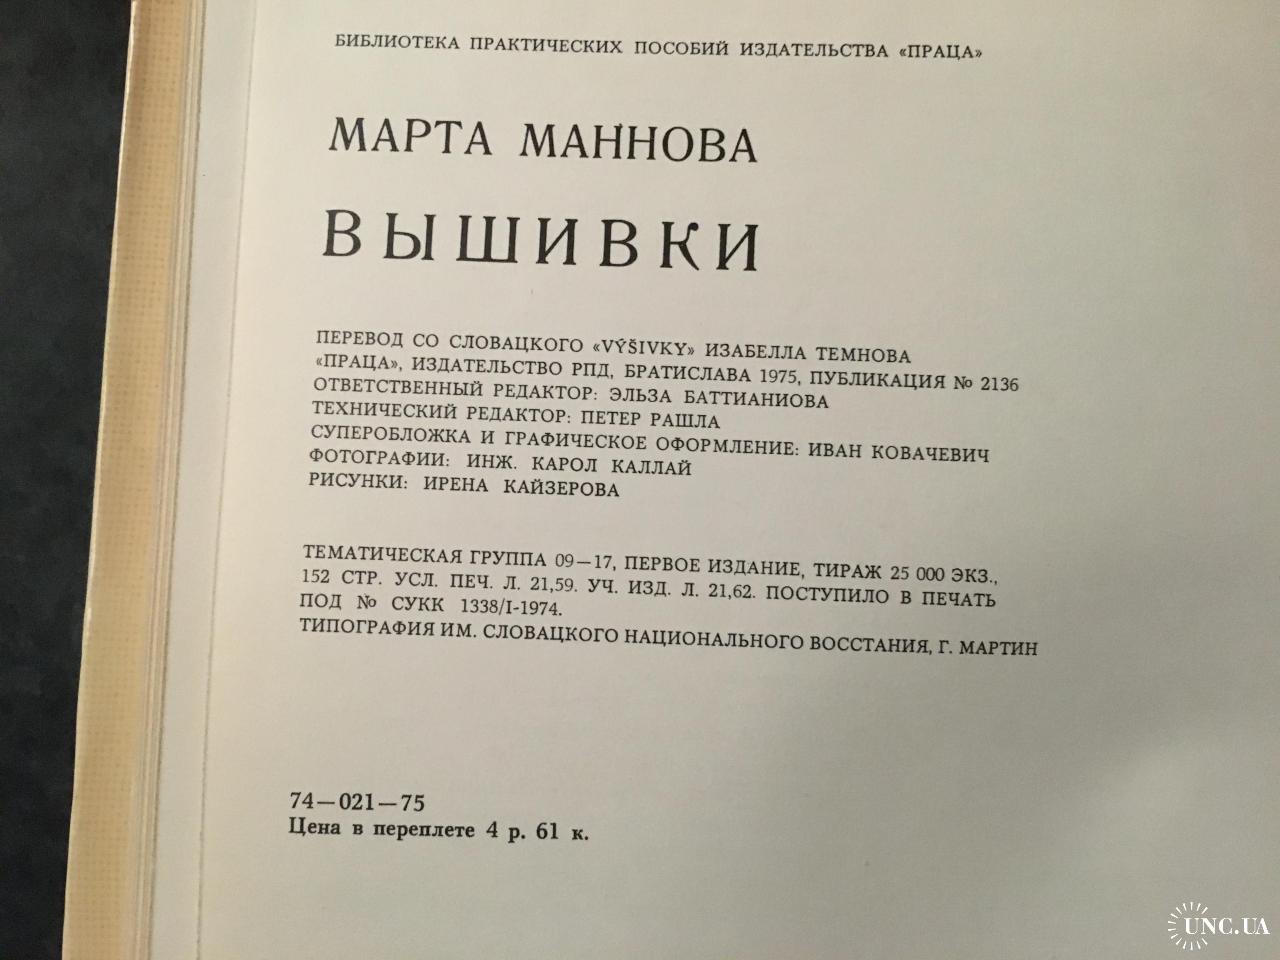 БИБЛИОТЕКА ПРАКТИЧЕСКИХ ПОСОБИЙ ИЗДАТЕЛЬСТВА «ПРАЦА»
МАРТА МАННОВА
ВЫШИВКИ
ПЕРЕВОД СО СЛОВАЦКОГО «VÝŠIVKY» ИЗАБЕЛЛА ТЕМНОВА
«ПРАЦА», ИЗДАТЕЛЬСТВО РПД, БРАТИСЛАВА 1975, ПУБЛИКАЦИЯ № 2136
ОТВЕТСТВЕННЫЙ РЕДАКТОР: ЭЛЬЗА БАТТИАНИОВА
ТЕХНИЧЕСКИЙ РЕДАКТОР: ПЕТЕР РАШЛА
СУПЕРОБЛОЖКА И ГРАФИЧЕСКОЕ ОФОРМЛЕНИЕ: ИВАН КОВАЧЕВИЧ
ФОТОГРАФИИ: ИНЖ. КАРОЛ КАЛЛАЙ
РИСУНКИ: ИРЕНА КАЙЗЕРОВА
ТЕМАТИЧЕСКАЯ ГРУППА 09—17, ПЕРВОЕ ИЗДАНИЕ, ТИРАЖ 25 000 ЭКЗ.,
152 СТР. УСЛ. ПЕЧ. Л. 21,59. УЧ. ИЗД. Л. 21,62. ПОСТУПИЛО В ПЕЧАТЬ
ПОД № СУКК 1338/I-1974.
ТИПОГРАФИЯ ИМ. СЛОВАЦКОГО НАЦИОНАЛЬНОГО ВОССТАНИЯ, Г. МАРТИН
74—021—75
Цена в переплете 4 р. 61 к.
UNC.UA